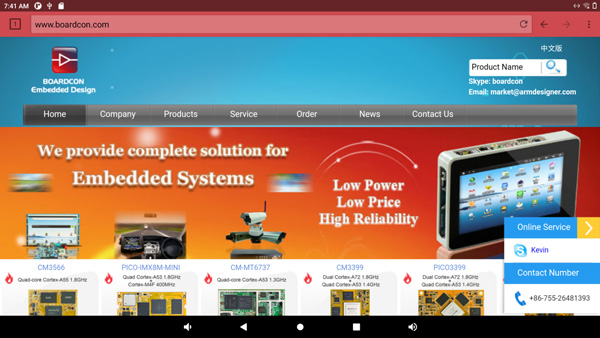 7:41 AM
1
www.boardcon.com
中文版
BOARDCON
Embedded Design
Product Name
Skype: boardcon
Email: market@armdesigner.com
Home Company Products Service Order News Contact Us
We provide complete solution for
Embedded Systems
Low Power
Low Price
High Reliability
Online Service
Kevin
Contact Number
+86-755-26481393
CM3566
Quad-core Cortex-A55 1.8GHz
PICO-IMX8M-MINI
Quad Cortex-A53 1.8GHz
Cortex-M4F 400MHz
CM-MT6737
Quad-core Cortex-A53 1.3GHz
CM3399
Dual Cortex-A72 1.8GHz
Quad Cortex-A53 1.4GHz
PICO3399
Dual Cortex-A72 1.8GHz
Quad Cortex-A53 1.4GHz